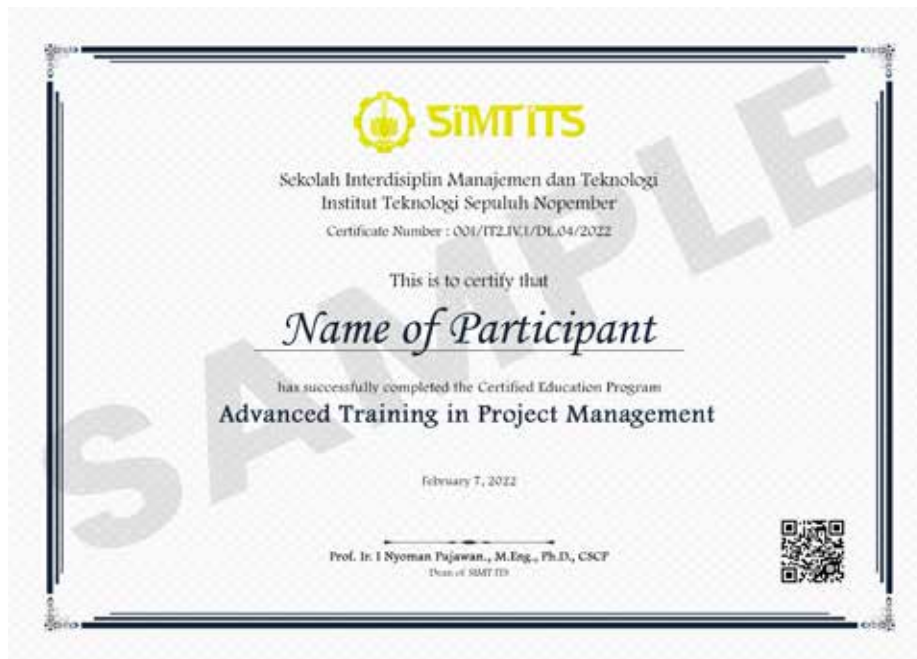 SiMT iTS
Sekolah Interdisiplin Manajemen dan Teknologi
Institut Teknologi Sepuluh Nopember
Certificate Number : 001/IT2.IV.1/DL.04/2022
This is to certify that
Name of Participant
has successfully completed the Certified Education Program
Advanced Training in Project Management
February 7, 2022
Prof. Ir. I Nyoman Pujawan., M.Eng., Ph.D., CSCP
Dean of SIMT ITS
SAMPLE